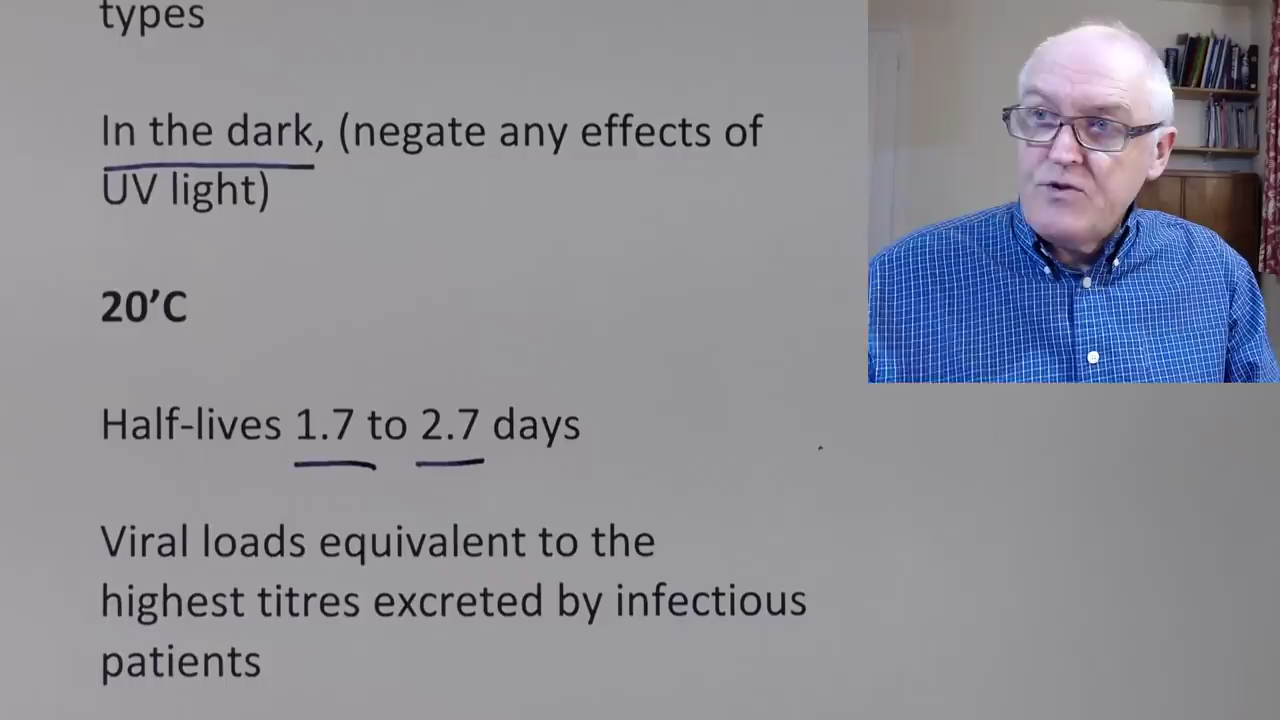 types
In the dark, (negate any effects of
UV light)
20’C
Half-lives 1.7 to 2.7 days
Viral loads equivalent to the
highest titres excreted by infectious
patients